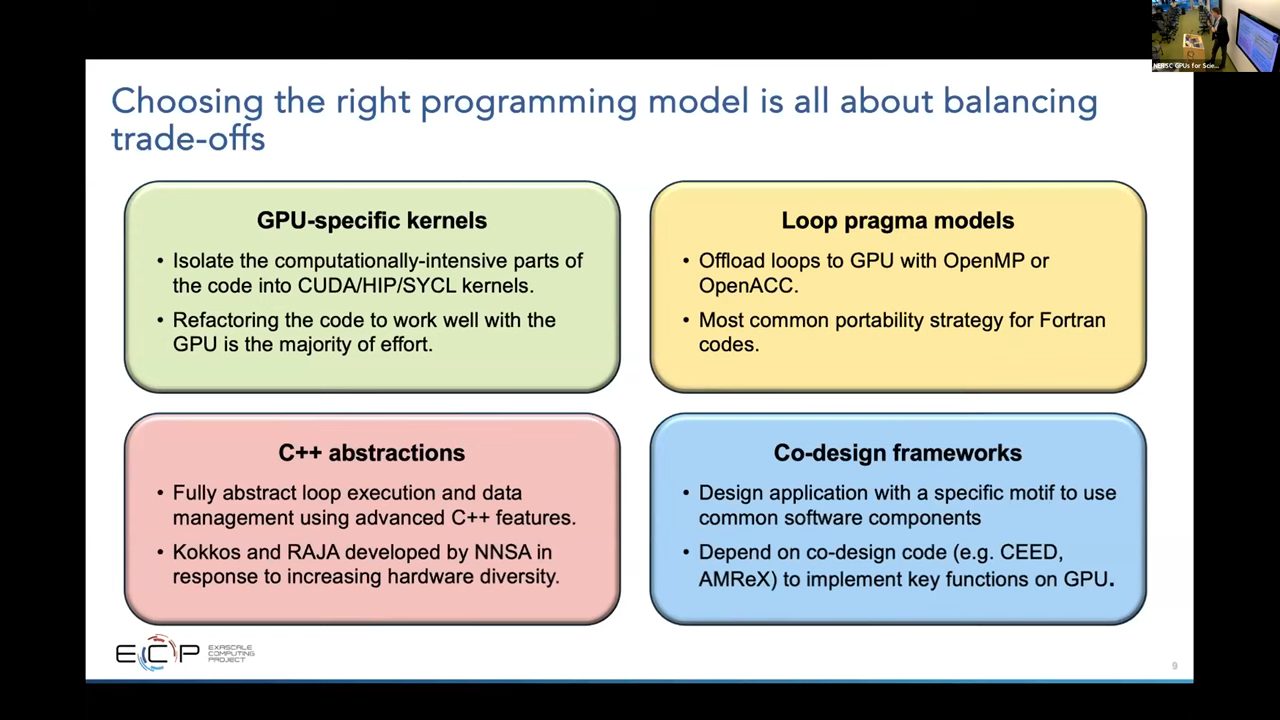 NERSC GPUs for Scie...
Choosing the right programming model is all about balancing
trade-offs
GPU-specific kernels
• Isolate the computationally-intensive parts of
the code into CUDA/HIP/SYCL kernels.
• Refactoring the code to work well with the
GPU is the majority of effort.
Loop pragma models
• Offload loops to GPU with OpenMP or
OpenACC.
• Most common portability strategy for Fortran
codes.
C++ abstractions
• Fully abstract loop execution and data
management using advanced C++ features.
• Kokkos and RAJA developed by NNSA in
response to increasing hardware diversity.
Co-design frameworks
• Design application with a specific motif to use
common software components
• Depend on co-design code (e.g. CEED,
AMReX) to implement key functions on GPU.
ECP
EXASCALE
COMPUTING
PROJECT
9